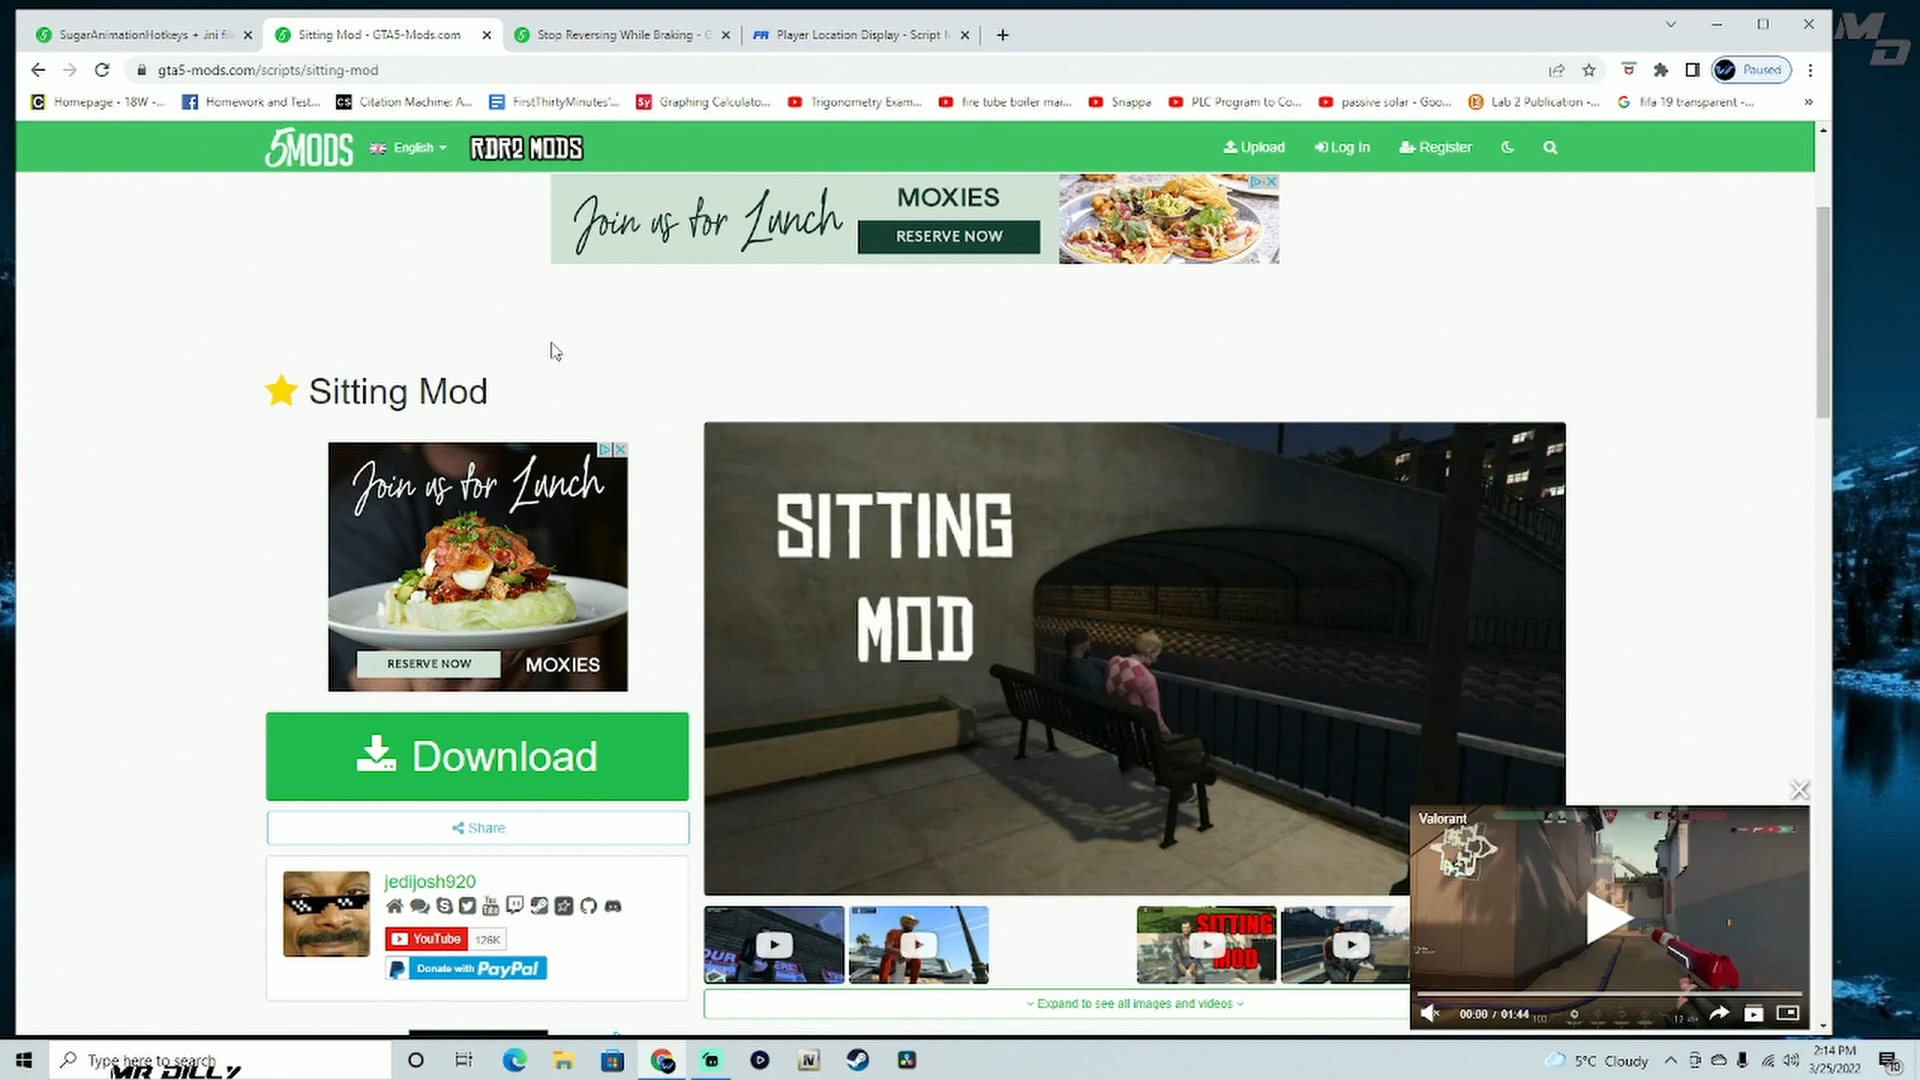 SugarAnimationHotkeys + .ini fil
Sitting Mod - GTA5-Mods.com
Stop Reversing While Braking - G
Player Location Display - Script M
gta5-mods.com/scripts/sitting-mod
Paused
Homepage - 18W -...
Homework and Test...
Citation Machine: A...
FirstThirtyMinutes'...
Graphing Calculato...
Trigonometry Exam...
fire tube boiler mai...
Snappa
PLC Program to Co...
passive solar - Goo...
Lab 2 Publication -...
fifa 19 transparent -...
5MODS
English
RDR2 MODS
Upload
Log In
Register
Join us for Lunch
MOXIES
RESERVE NOW
Sitting Mod
Join us for Lunch
RESERVE NOW
MOXIES
SITTING
MOD
Download
Share
jedijosh920
YouTube
126K
Donate with PayPal
SITTING
MOD
Expand to see all images and videos
Valorant
00:00 / 01:44
Type here to search
MR DILLY
5°C Cloudy
2:14 PM
3/25/2022
MD